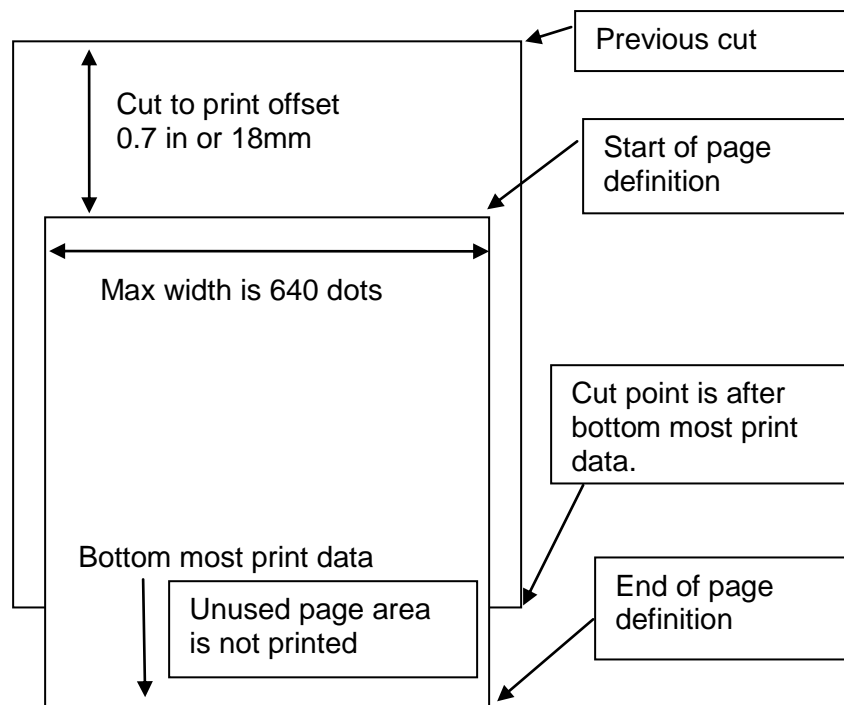 Previous cut
Cut to print offset
0.7 in or 18mm
Start of page
definition
Max width is 640 dots
Cut point is after
bottom most print
data.
Bottom most print data
Unused page area
is not printed
End of page
definition